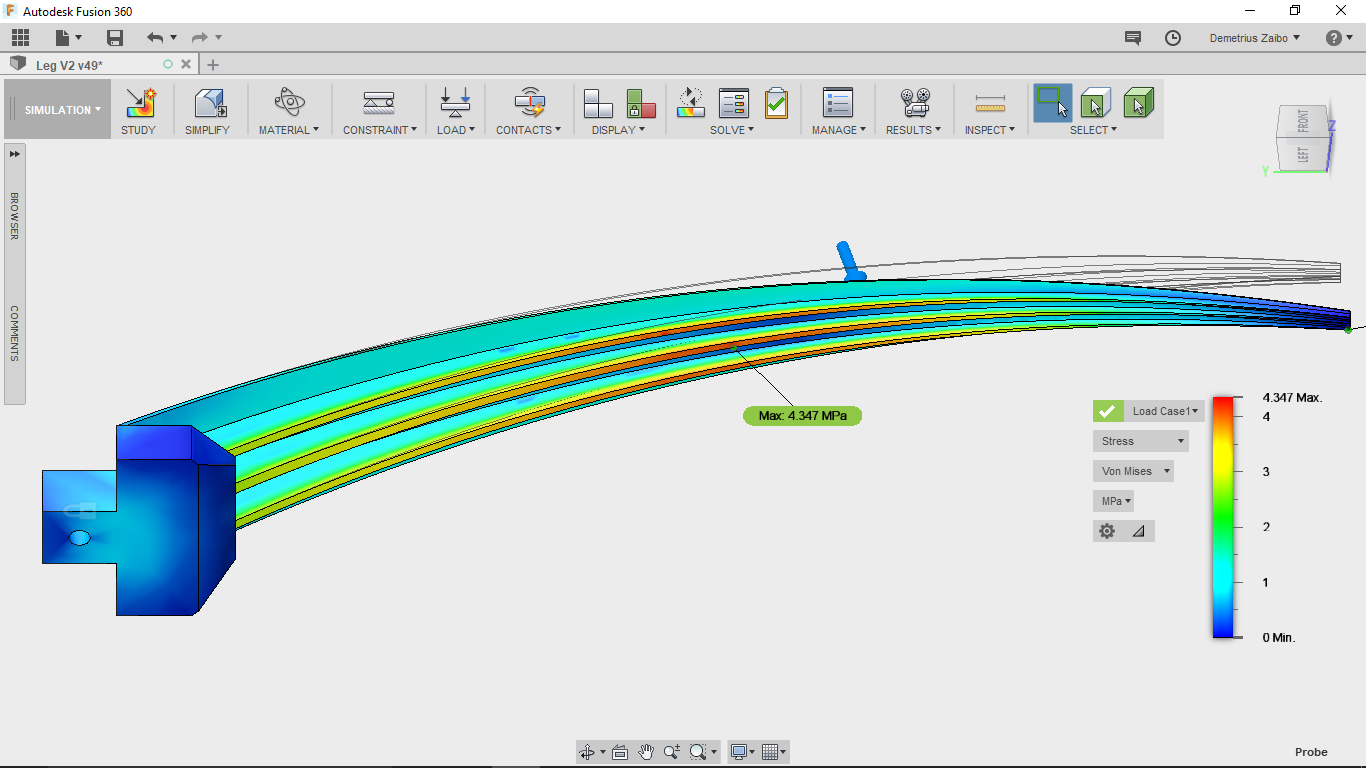 Autodesk Fusion 360
Demetrius Zaibo
Leg V2 v49*
SIMULATION
STUDY
SIMPLIFY
MATERIAL
CONSTRAINT
LOAD
CONTACTS
DISPLAY
SOLVE
MANAGE
RESULTS
INSPECT
SELECT
FRONT
LEFT
Z
Y
BROWSER
COMMENTS
Max: 4.347 MPa
Load Case1
Stress
Von Mises
MPa
4.347 Max.
4
3
2
1
0 Min.
Probe